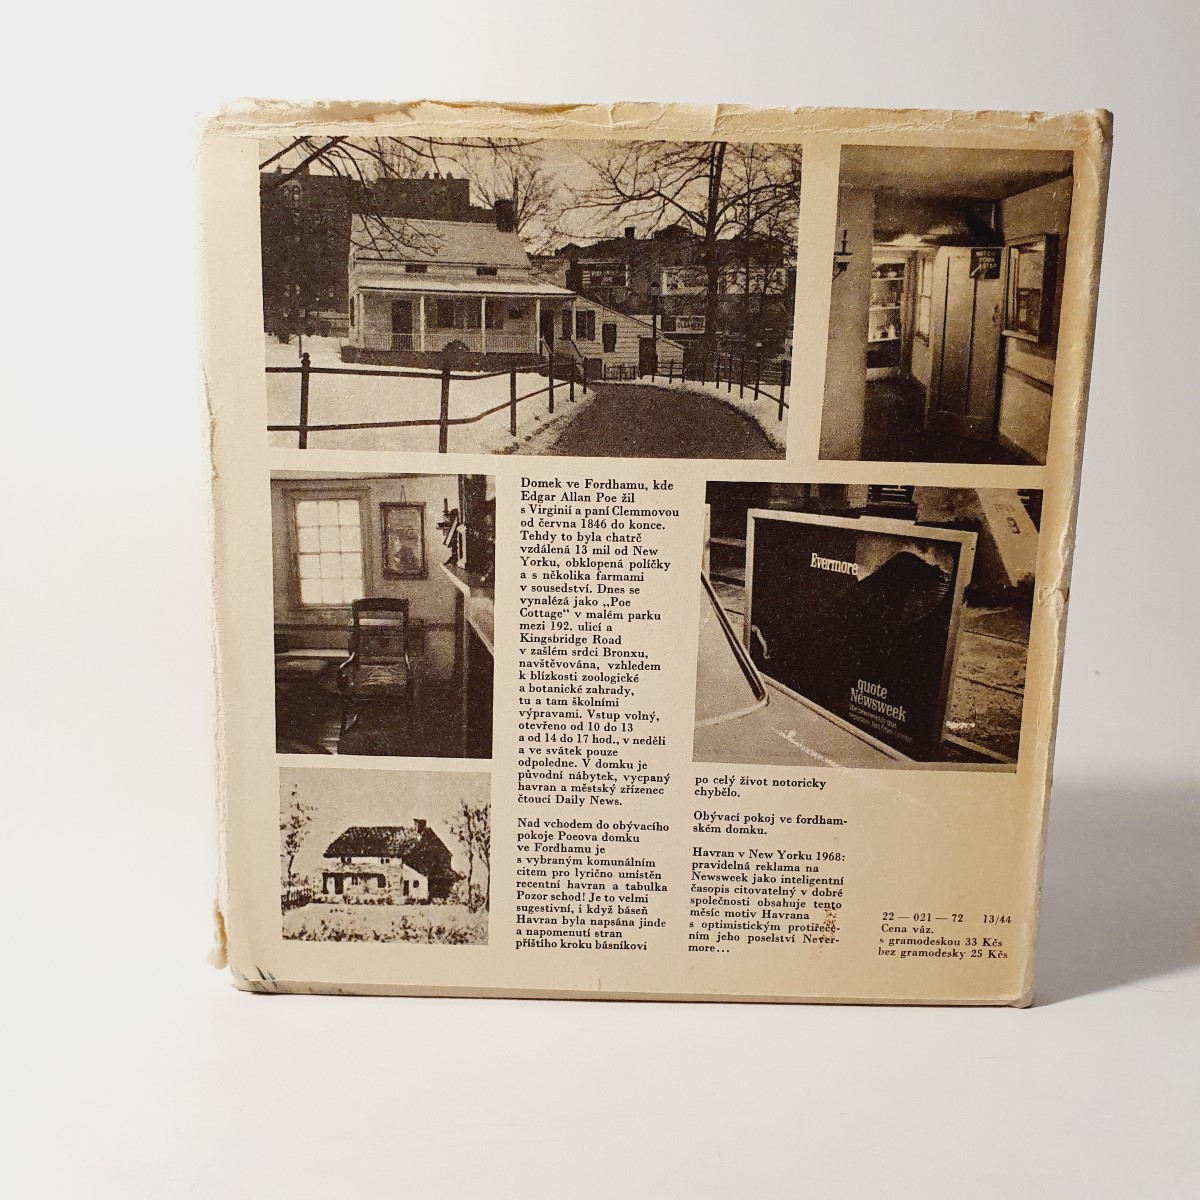 Domek ve Fordhamu, kde
Edgar Allan Poe žil
s Virginií a paní Clemmovou
od června 1846 do konce.
Tehdy to byla chatrč
vzdálená 13 mil od New
Yorku, obklopená políčky
a s několika farmami
v sousedství. Dnes se
vynalézá jako „Poe
Cottage“ v malém parku
mezi 192. ulicí a
Kingsbridge Road
v zašlém srdci Bronxu,
navštěvována, vzhledem
k blízkosti zoologické
a botanické zahrady,
tu a tam školními
výpravami. Vstup volný,
otevřeno od 10 do 13
a od 14 do 17 hod., v neděli
a ve svátek pouze
odpoledne. V domku je
původní nábytek, vycpaný
havran a městský zřízenec
čtoucí Daily News.
Nad vchodem do obývacího
pokoje Poeova domku
ve Fordhamu je
s vybraným komunálním
citem pro lyrično umístěn
recentní havran a tabulka
Pozor schod! Je to velmi
sugestivní, i když báseň
Havran byla napsána jinde
a napomenutí stran
příštího kroku básníkovi
po celý život notoricky
chybělo.
Obývací pokoj ve fordham-
ském domku.
Havran v New Yorku 1968:
pravidelná reklama na
Newsweek jako inteligentní
časopis citovatelný v dobré
společnosti obsahuje tento
měsíc motiv Havrana
s optimistickým protiřeče-
ním jeho poselství Never-
more...
Evermore
quote
Newsweek
9
22 — 021 — 72 13/44
Cena váz.
s gramodeskou 33 Kčs
bez gramodesky 25 Kčs